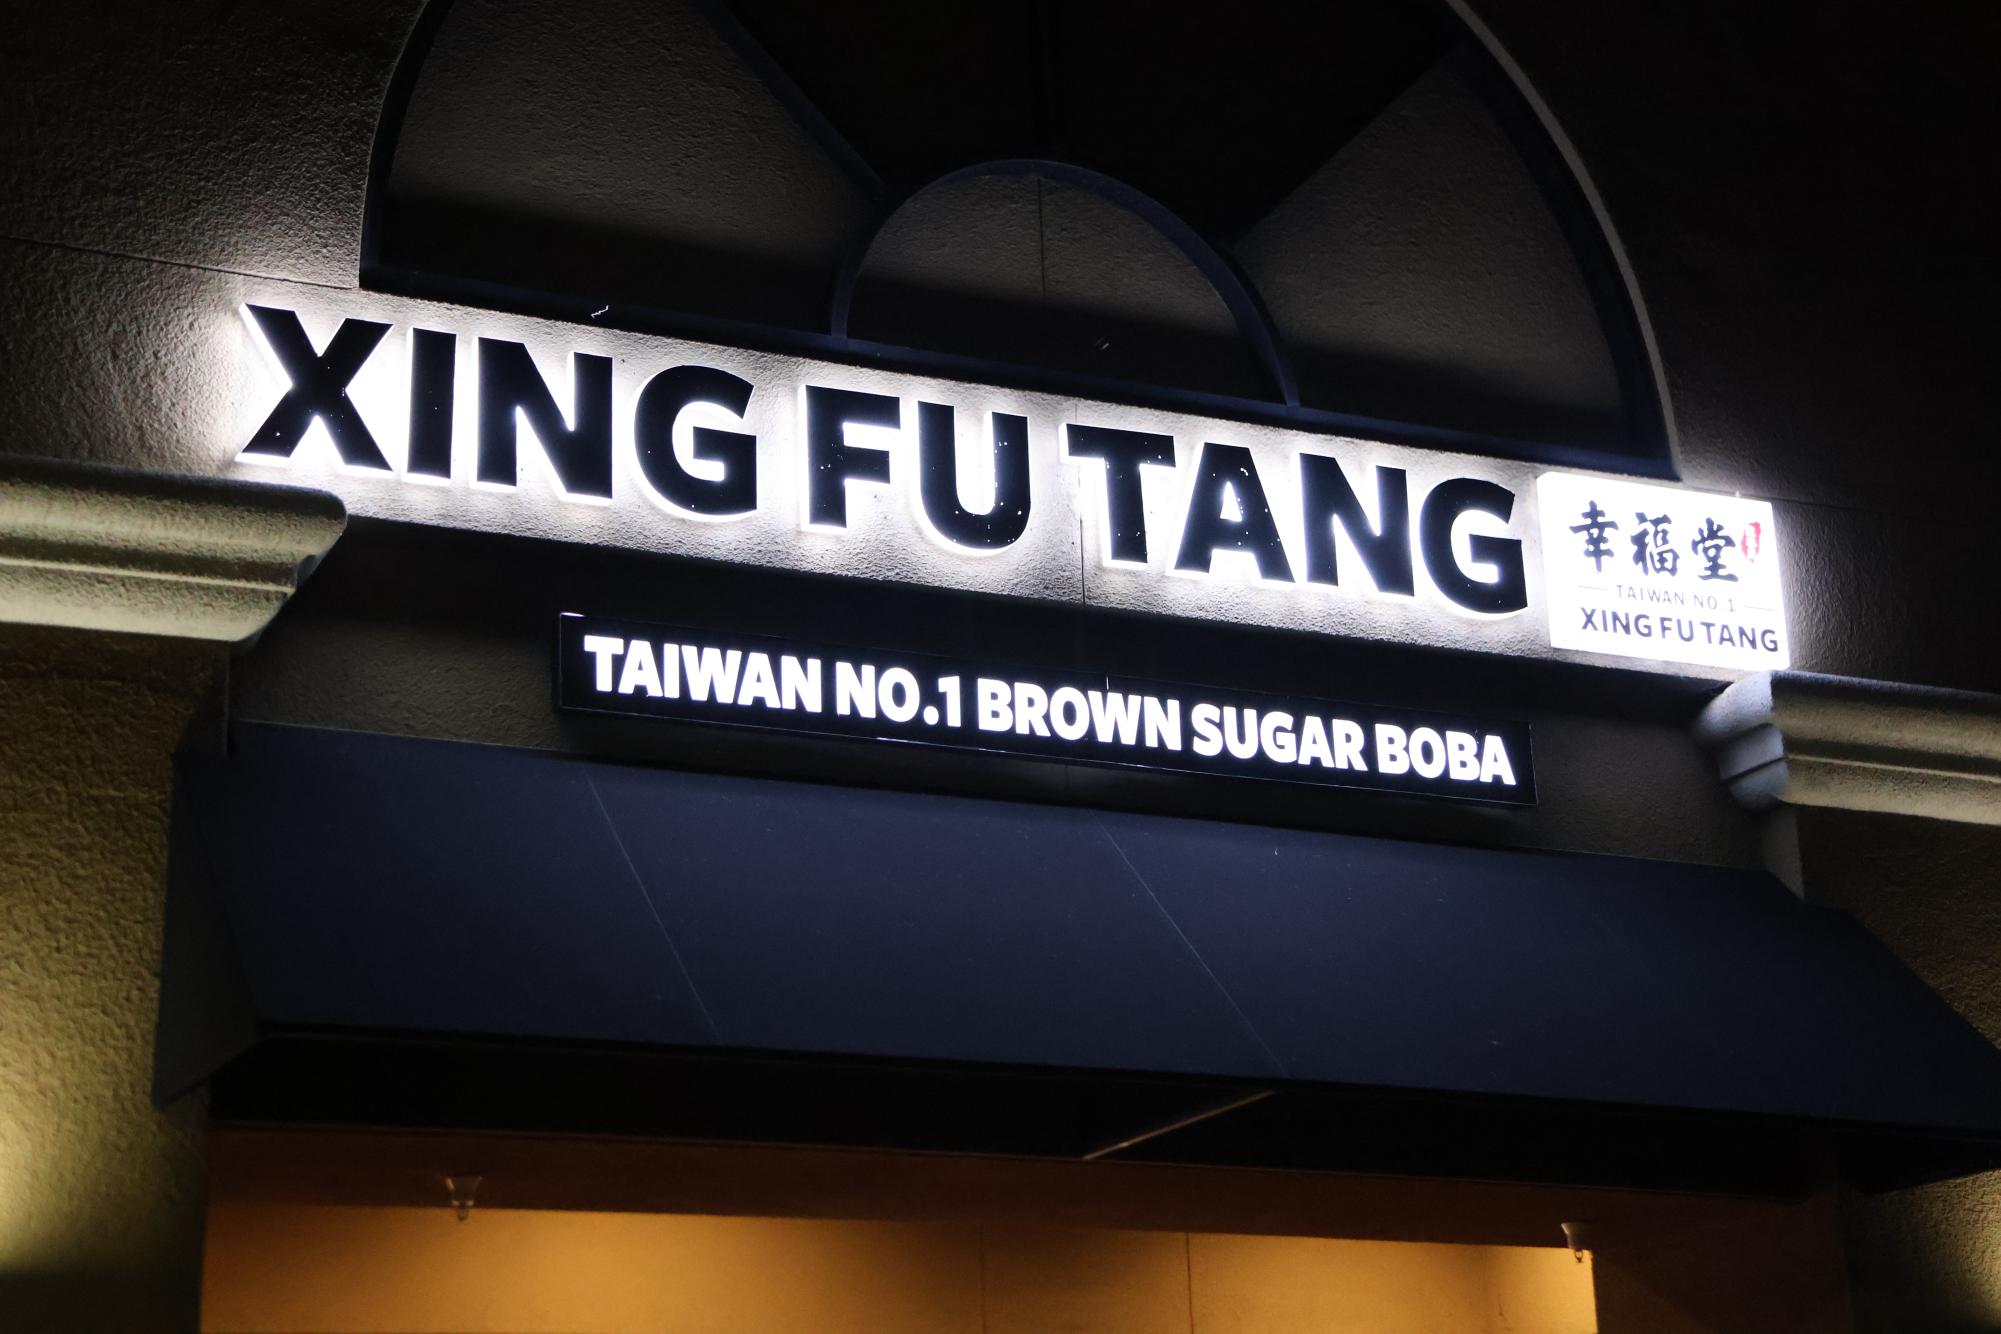 XING FU TANG
幸福堂
TAIWAN NO.1
XING FU TANG
TAIWAN NO.1 BROWN SUGAR BOBA